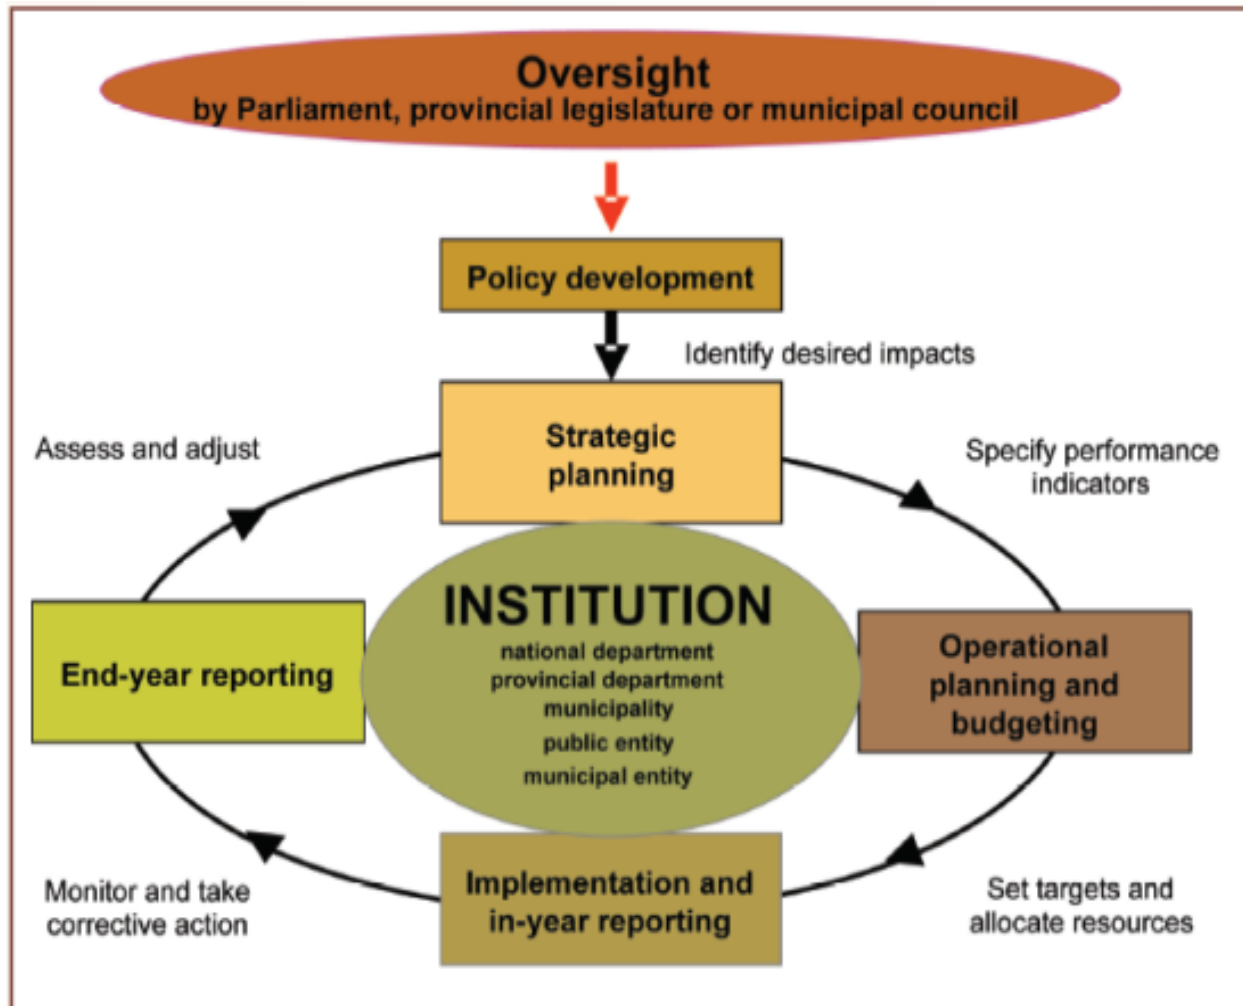 Oversight
by Parliament, provincial legislature or municipal council
Policy development
Identify desired impacts
Strategic
planning
Assess and adjust
Specify performance
indicators
INSTITUTION
national department
provincial department
municipality
public entity
municipal entity
End-year reporting
Operational
planning and
budgeting
Implementation and
in-year reporting
Monitor and take
corrective action
Set targets and
allocate resources